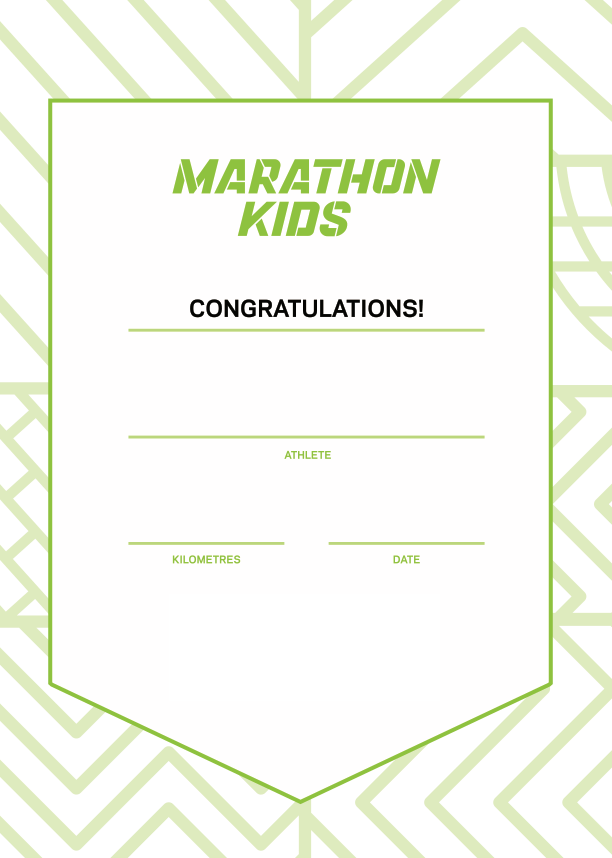 MARATHON
KIDS
CONGRATULATIONS!
ATHLETE
KILOMETRES DATE